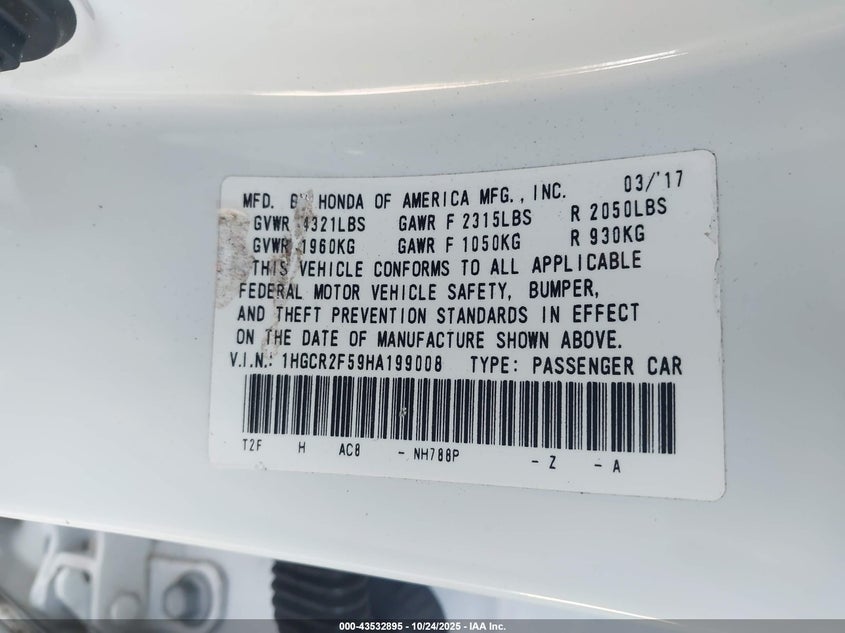 MFD. BY HONDA OF AMERICA MFG., INC. 03/'17
GVWR 4321LBS GAWR F 2315LBS R 2050LBS
GVWR 1960KG GAWR F 1050KG R 930KG
THIS VEHICLE CONFORMS TO ALL APPLICABLE
FEDERAL MOTOR VEHICLE SAFETY, BUMPER,
AND THEFT PREVENTION STANDARDS IN EFFECT
ON THE DATE OF MANUFACTURE SHOWN ABOVE.
V.I.N.: 1HGCR2F59HA199008 TYPE: PASSENGER CAR
T2F H AC8 - NH788P - Z - A
000-43532895 - 10/24/2025 - IAA Inc.